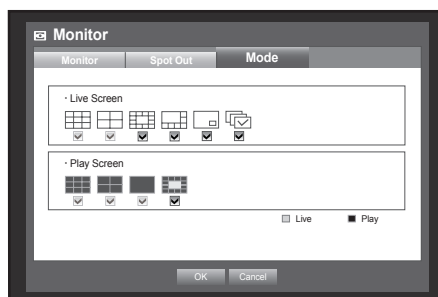 Monitor
Monitor Spot Out Mode
· Live Screen
· Play Screen
Live Play
OK Cancel